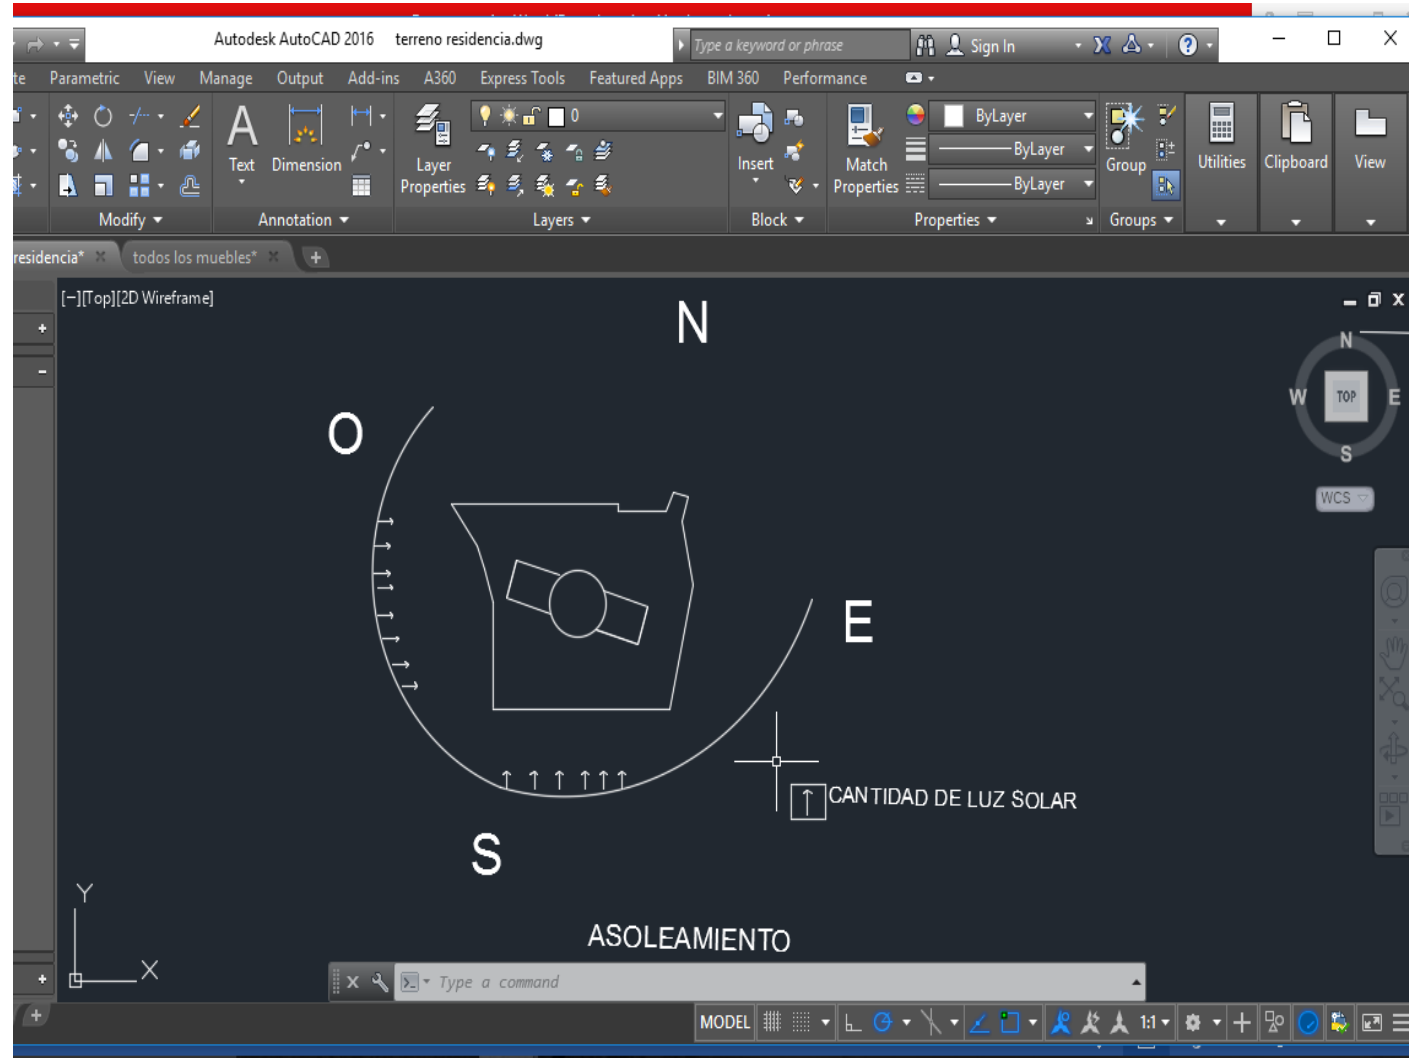 Autodesk AutoCAD 2016 terreno residencia.dwg
Type a keyword or phrase
Sign In
te Parametric View Manage Output Add-ins A360 Express Tools Featured Apps BIM 360 Performance
0
ByLayer
ByLayer
ByLayer
Text
Dimension
Layer Properties
Insert
Match Properties
Group
Utilities
Clipboard
View
Modify
Annotation
Layers
Block
Properties
Groups
residencia* todos los muebles*
[−][Top][2D Wireframe]
N
N
W TOP E
S
WCS
O
E
CANTIDAD DE LUZ SOLAR
S
Y
ASOLEAMIENTO
X
Type a command
MODEL 1:1